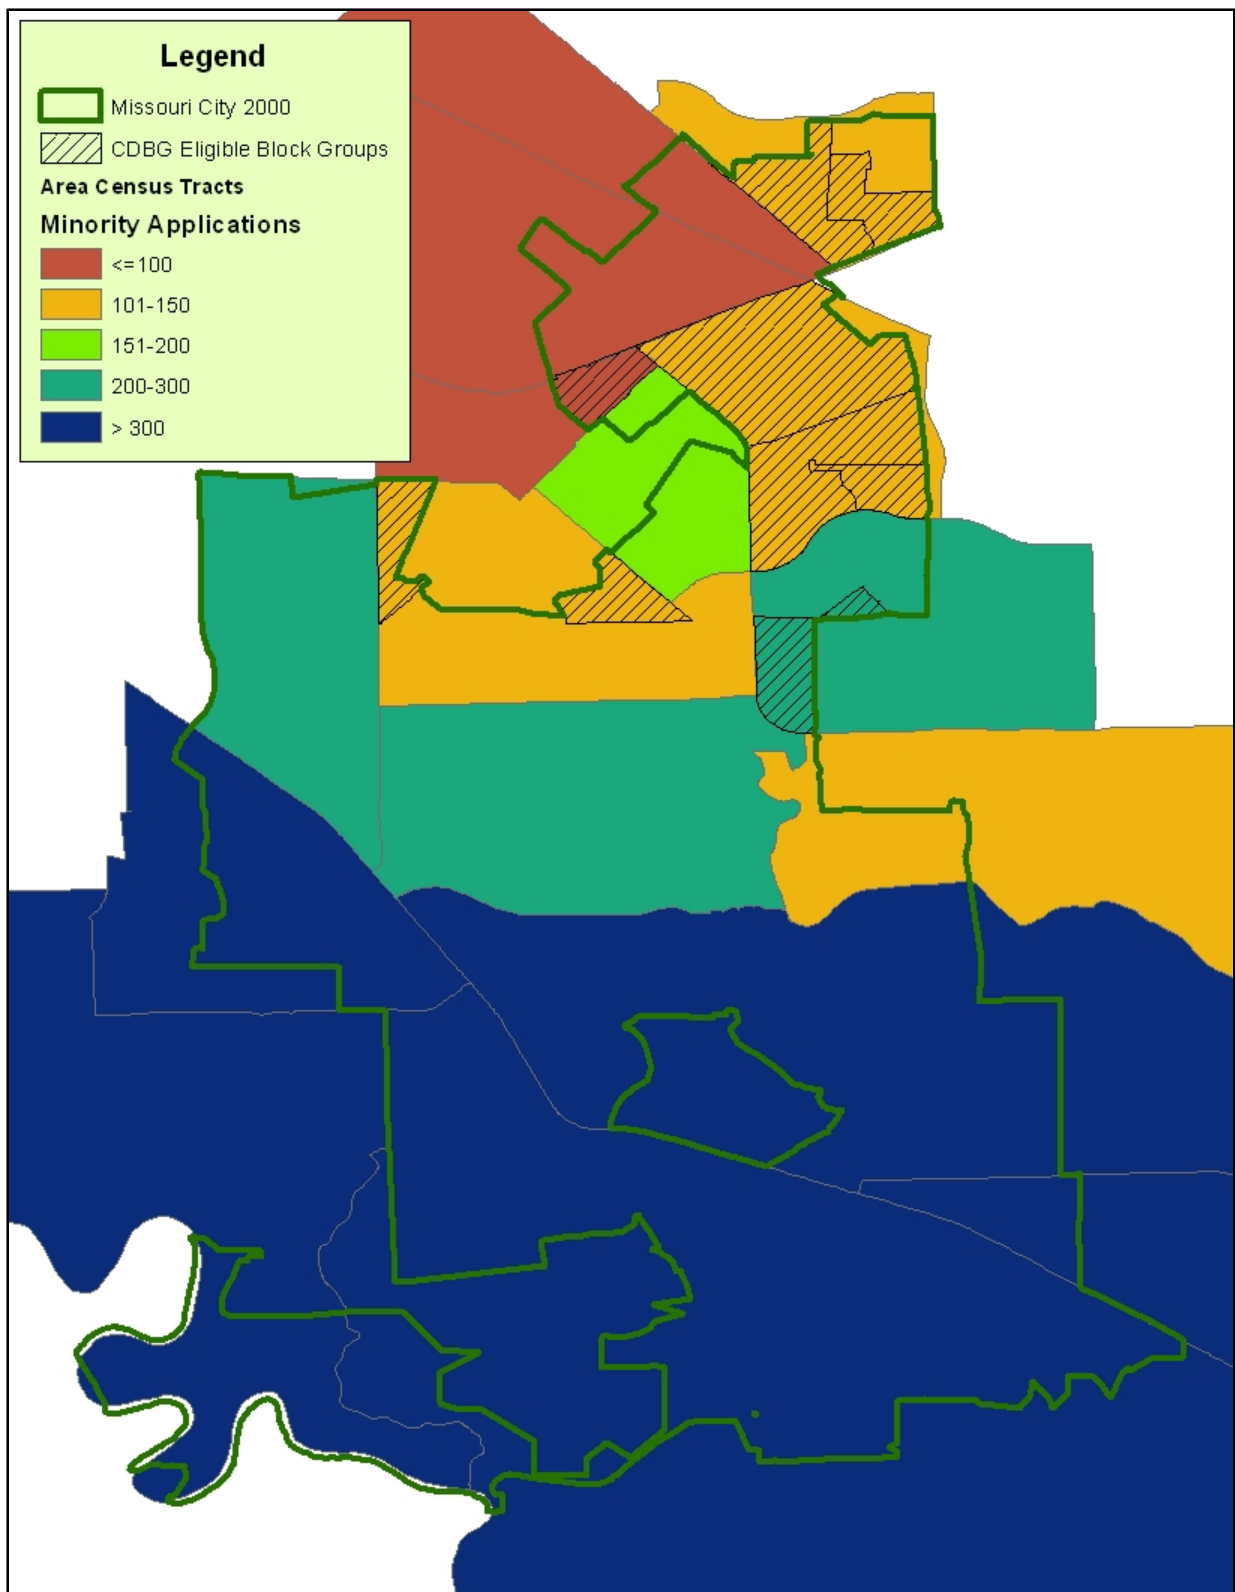 Legend
Missouri City 2000
CDBG Eligible Block Groups
Area Census Tracts
Minority Applications
<=100
101-150
151-200
200-300
> 300